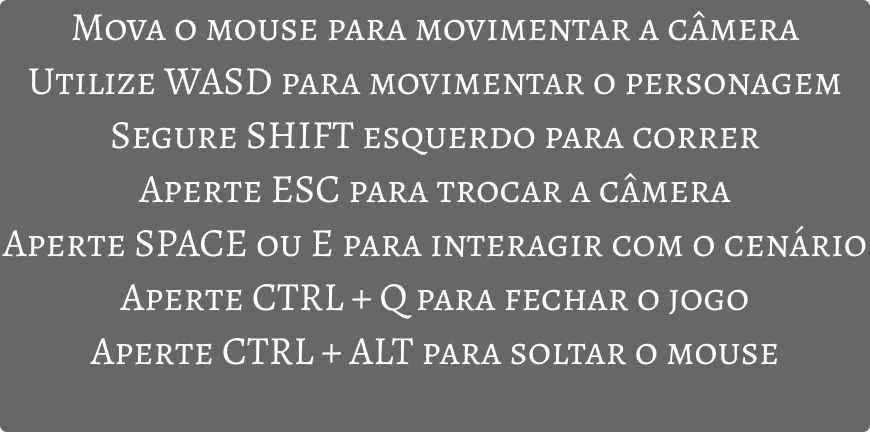 Mova o mouse para movimentar a câmera
Utilize WASD para movimentar o personagem
Segure SHIFT esquerdo para correr
Aperte ESC para trocar a câmera
Aperte SPACE ou E para interagir com o cenário
Aperte CTRL + Q para fechar o jogo
Aperte CTRL + ALT para soltar o mouse